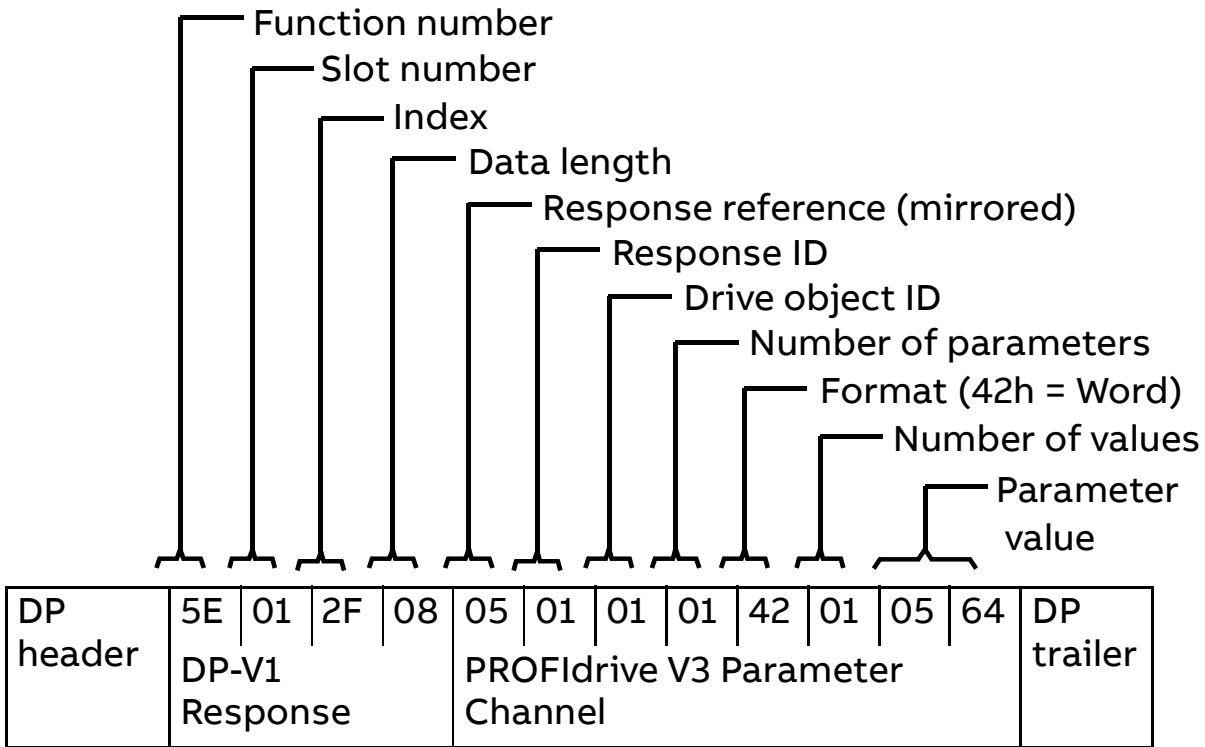 Function number
Slot number
Index
Data length
Response reference (mirrored)
Response ID
Drive object ID
Number of parameters
Format (42h = Word)
Number of values
Parameter
value
DP
header
5E 01 2F 08 05 01 01 01 42 01 05 64
DP
trailer
DP-V1
Response
PROFIdrive V3 Parameter
Channel